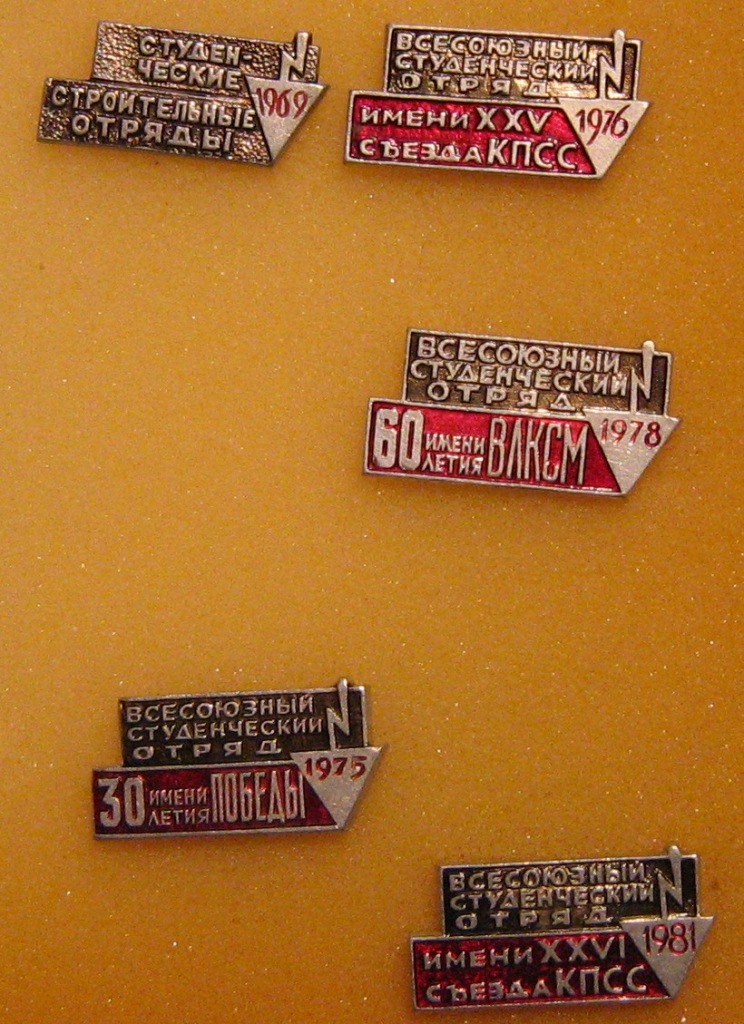 СТУДЕН-
ЧЕСКИЕ
СТРОИТЕЛЬНЫЕ
ОТРЯДЫ
1969
ВСЕСОЮЗНЫЙ
СТУДЕНЧЕСКИЙ
ОТРЯД
ИМЕНИ XXV
СЪЕЗДА КПСС
1976
ВСЕСОЮЗНЫЙ
СТУДЕНЧЕСКИЙ
ОТРЯД
60 ИМЕНИ
ЛЕТИЯ ВЛКСМ
1978
ВСЕСОЮЗНЫЙ
СТУДЕНЧЕСКИЙ
ОТРЯД
30 ИМЕНИ
ЛЕТИЯ ПОБЕДЫ
1975
ВСЕСОЮЗНЫЙ
СТУДЕНЧЕСКИЙ
ОТРЯД
ИМЕНИ XXVI
СЪЕЗДА КПСС
1981